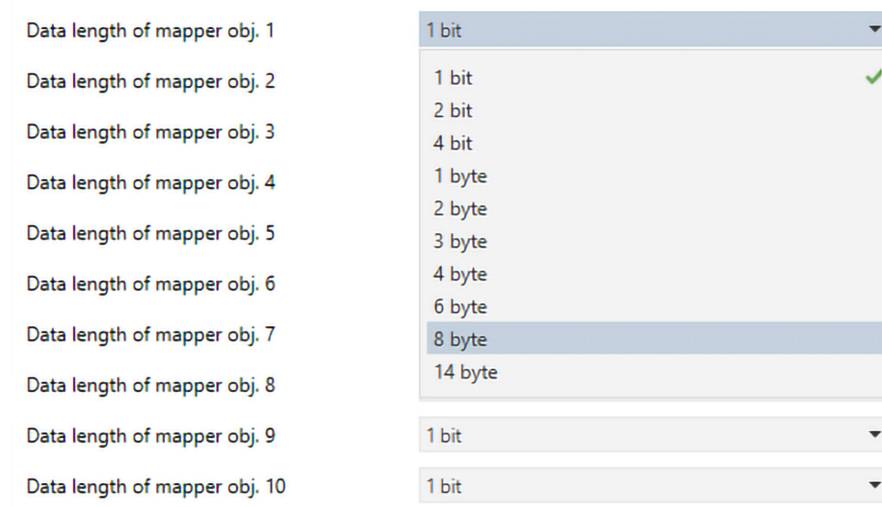 Data length of mapper obj. 1 1 bit
Data length of mapper obj. 2 1 bit
2 bit
Data length of mapper obj. 3 4 bit
Data length of mapper obj. 4 1 byte
2 byte
Data length of mapper obj. 5 3 byte
Data length of mapper obj. 6 4 byte
6 byte
Data length of mapper obj. 7 8 byte
Data length of mapper obj. 8 14 byte
Data length of mapper obj. 9 1 bit
Data length of mapper obj. 10 1 bit